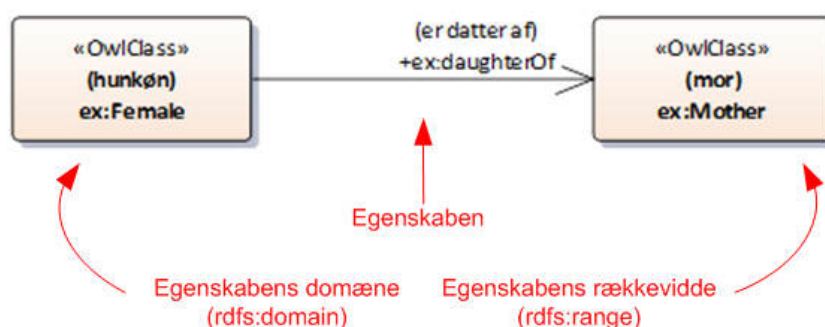 «OwlClass»
(hunkøn)
ex:Female
(er datter af)
+ex:daughterOf
«OwlClass»
(mor)
ex:Mother
Egenskaben
Egenskabens domæne
(rdfs:domain)
Egenskabens rækkevidde
(rdfs:range)